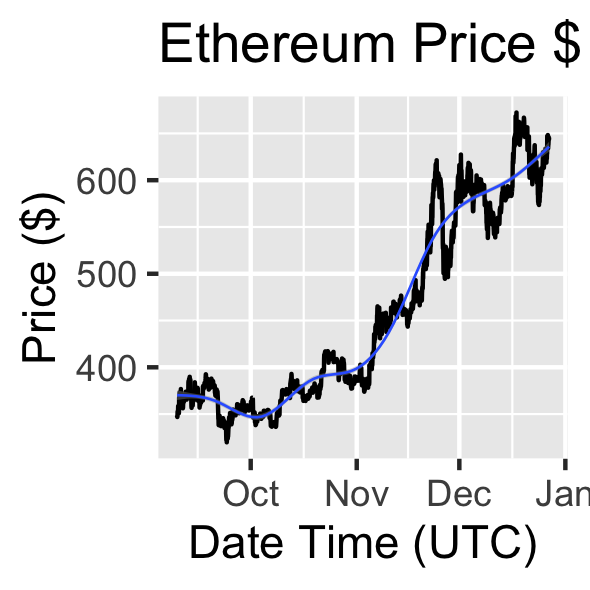 Ethereum Price $
Price ($)
600
500
400
Oct Nov Dec Jan
Date Time (UTC)